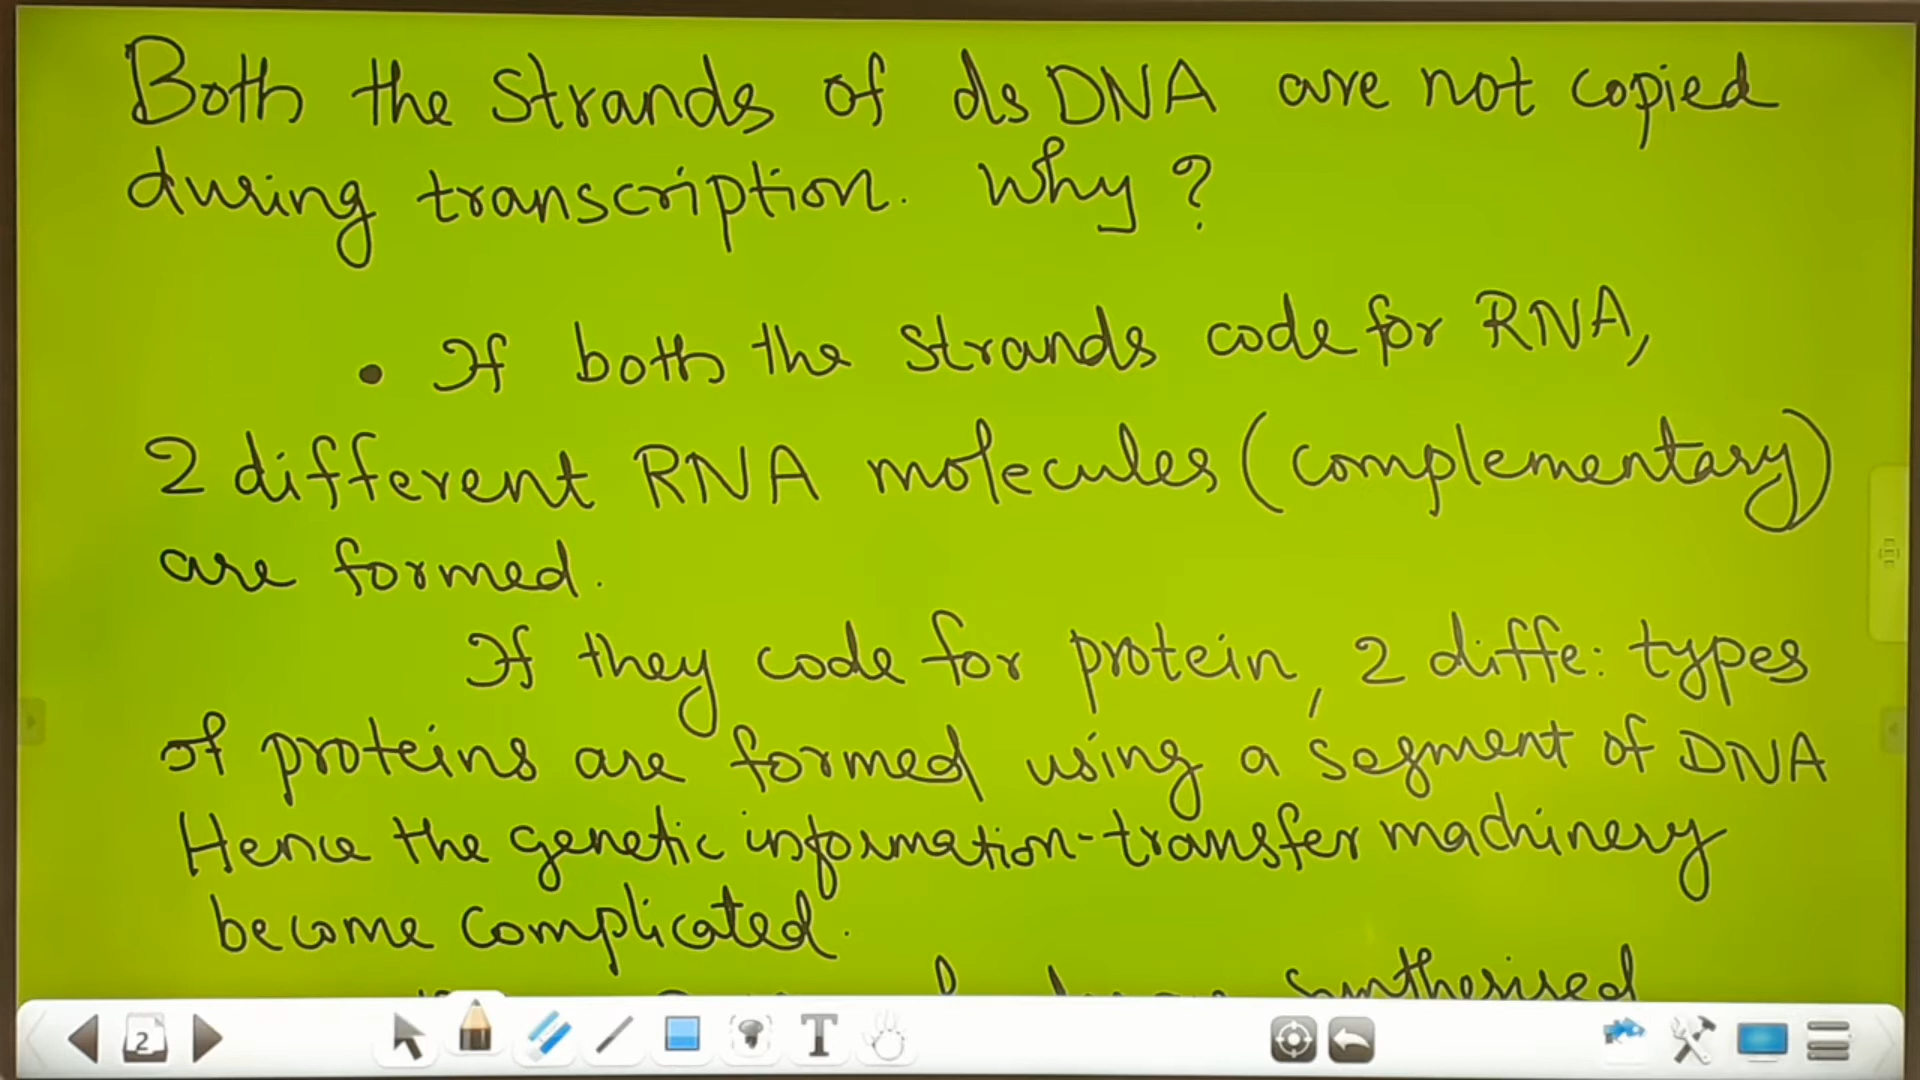 Both the strands of dsDNA are not copied
during transcription. Why?
• If both the strands code for RNA,
2 different RNA molecules (complementary)
are formed.
If they code for protein, 2 diffe: types
of proteins are formed using a segment of DNA
Hence the genetic information-transfer machinery
become complicated.
synthesised
2
T